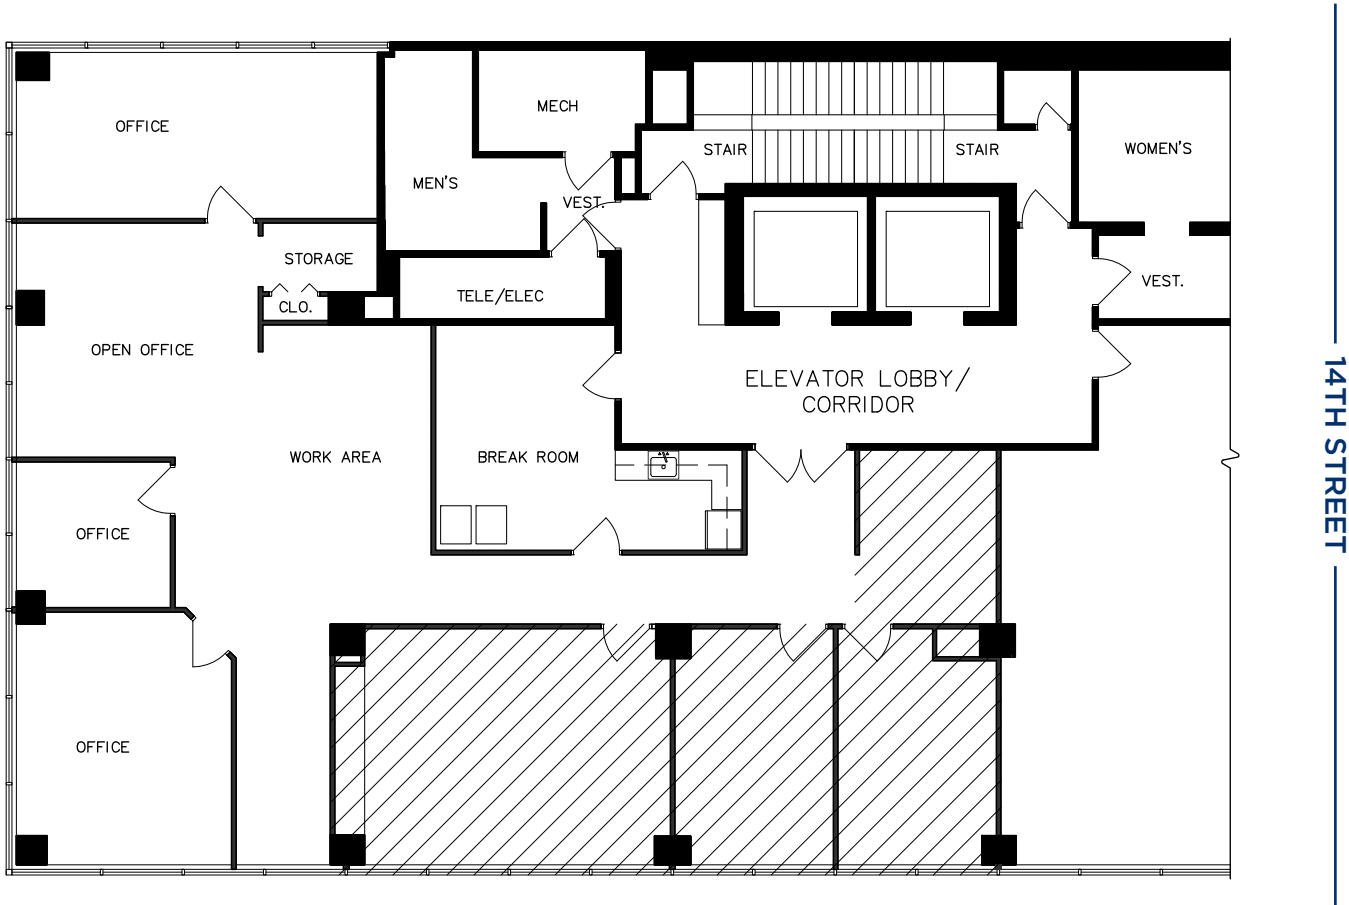 OFFICE
MECH
STAIR
STAIR
WOMEN'S
MEN'S
VEST.
STORAGE
CLO.
TELE/ELEC
VEST.
OPEN OFFICE
ELEVATOR LOBBY/
CORRIDOR
WORK AREA
BREAK ROOM
OFFICE
OFFICE
14TH STREET